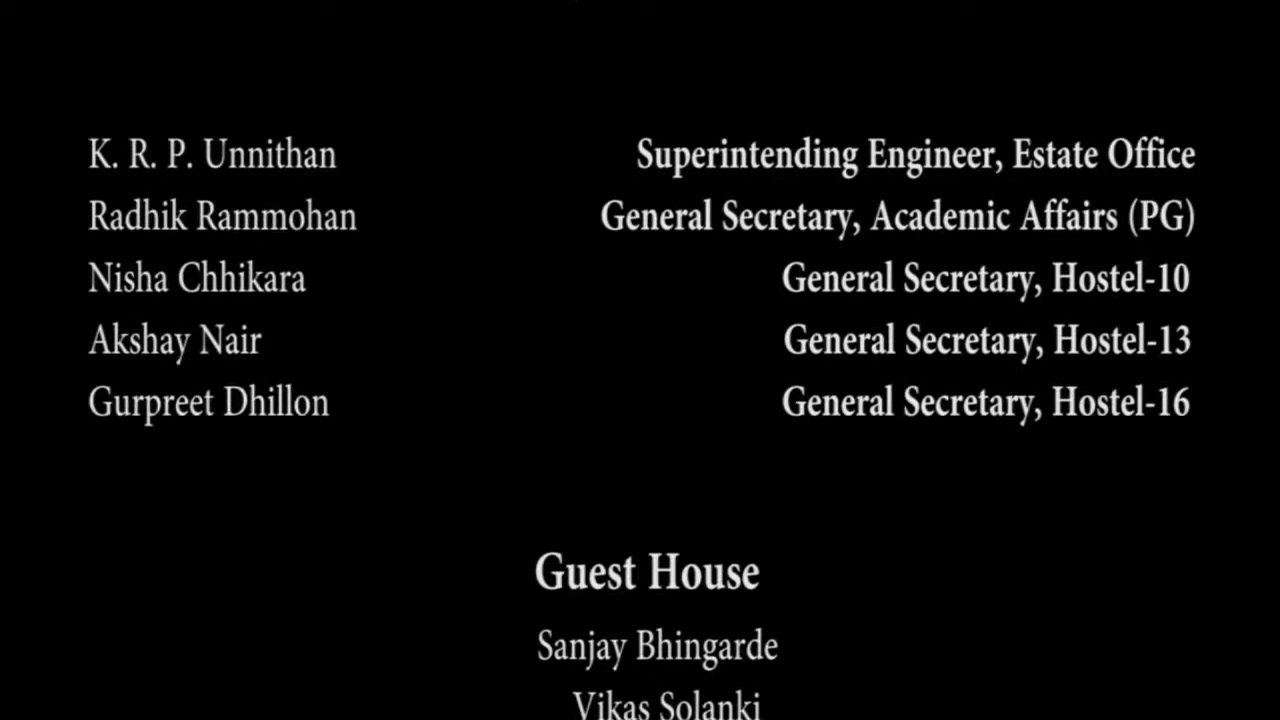 K. R. P. Unnithan Superintending Engineer, Estate Office
Radhik Rammohan General Secretary, Academic Affairs (PG)
Nisha Chhikara General Secretary, Hostel-10
Akshay Nair General Secretary, Hostel-13
Gurpreet Dhillon General Secretary, Hostel-16
Guest House
Sanjay Bhingarde
Vikas Solanki